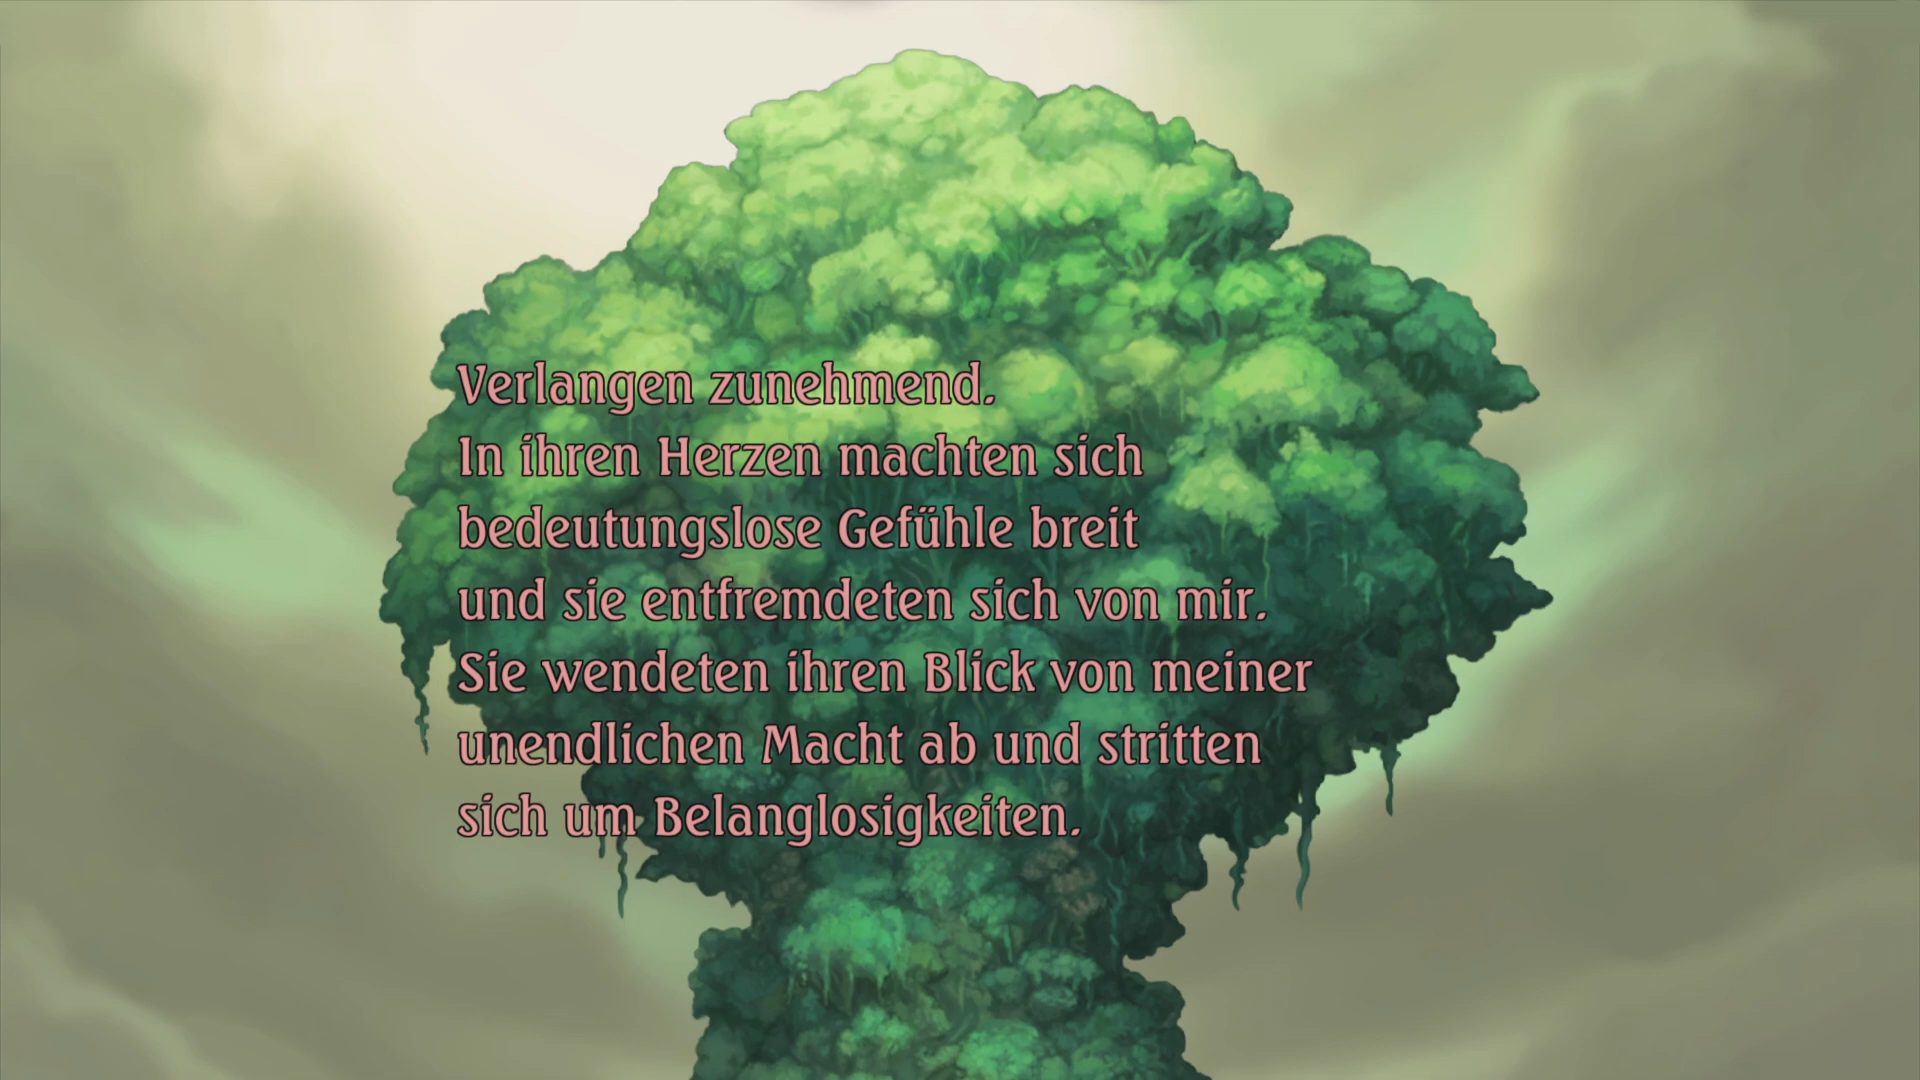 Verlangen zunehmend.
In ihren Herzen machten sich
bedeutungslose Gefühle breit
und sie entfremdeten sich von mir.
Sie wendeten ihren Blick von meiner
unendlichen Macht ab und stritten
sich um Belanglosigkeiten.